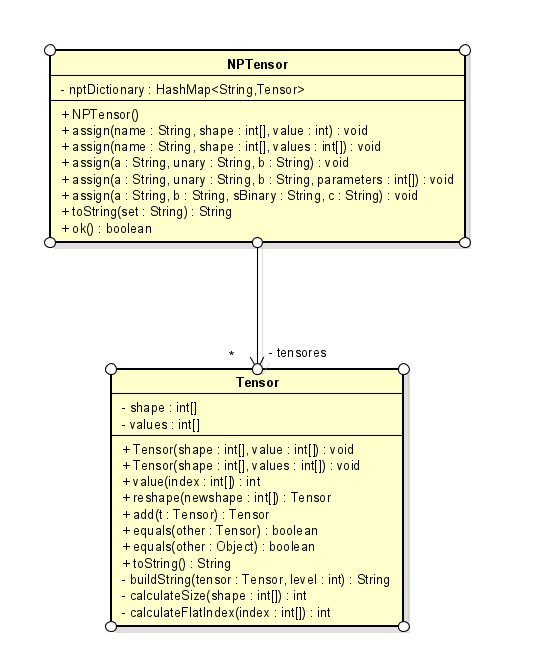 NPTensor
- nptDictionary : HashMap<String,Tensor>
+ NPTensor()
+ assign(name : String, shape : int[], value : int) : void
+ assign(name : String, shape : int[], values : int[]) : void
+ assign(a : String, unary : String, b : String) : void
+ assign(a : String, unary : String, b : String, parameters : int[]) : void
+ assign(a : String, b : String, sBinary : String, c : String) : void
+ toString(set : String) : String
+ ok() : boolean
* - tensores
Tensor
- shape : int[]
- values : int[]
+ Tensor(shape : int[], value : int[]) : void
+ Tensor(shape : int[], values : int[]) : void
+ value(index : int[]) : int
+ reshape(newshape : int[]) : Tensor
+ add(t : Tensor) : Tensor
+ equals(other : Tensor) : boolean
+ equals(other : Object) : boolean
+ toString() : String
- buildString(tensor : Tensor, level : int) : String
- calculateSize(shape : int[]) : int
- calculateFlatIndex(index : int[]) : int